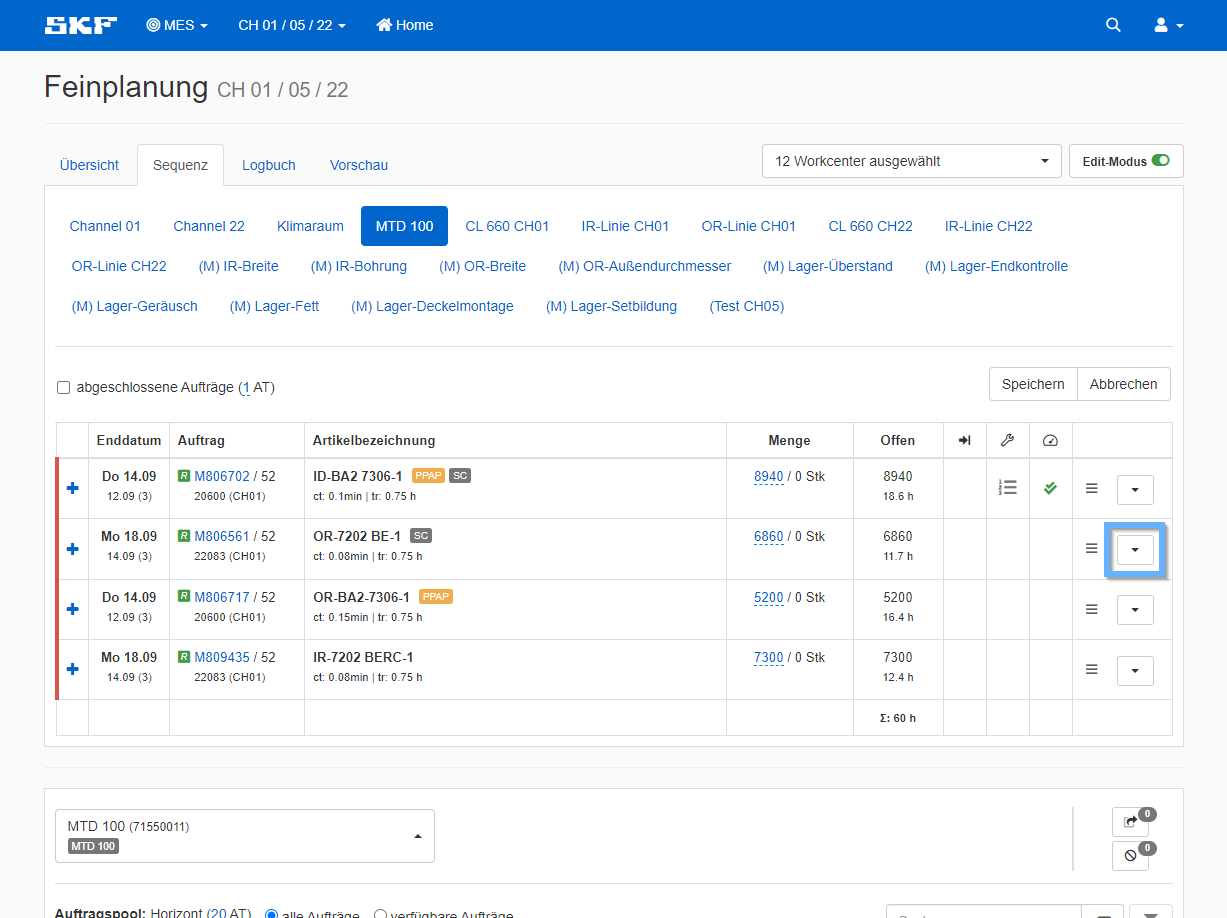 SKF MES CH 01 / 05 / 22 Home
Feinplanung CH 01 / 05 / 22
Übersicht Sequenz Logbuch Vorschau 12 Workcenter ausgewählt Edit-Modus
Channel 01 Channel 22 Klimaraum MTD 100 CL 660 CH01 IR-Linie CH01 OR-Linie CH01 CL 660 CH22 IR-Linie CH22
OR-Linie CH22 (M) IR-Breite (M) IR-Bohrung (M) OR-Breite (M) OR-Außendurchmesser (M) Lager-Überstand (M) Lager-Endkontrolle
(M) Lager-Geräusch (M) Lager-Fett (M) Lager-Deckelmontage (M) Lager-Setbildung (Test CH05)
abgeschlossene Aufträge (1 AT) Speichern Abbrechen
Enddatum Auftrag Artikelbezeichnung Menge Offen
Do 14.09 R M806702 / 52 ID-BA2 7306-1 PPAP SC 8940 / 0 Stk 8940
12.09 (3) 20600 (CH01) ct: 0.1min | tr: 0.75 h 18.6 h
Mo 18.09 R M806561 / 52 OR-7202 BE-1 SC 6860 / 0 Stk 6860
14.09 (3) 22083 (CH01) ct: 0.08min | tr: 0.75 h 11.7 h
Do 14.09 R M806717 / 52 OR-BA2-7306-1 PPAP 5200 / 0 Stk 5200
12.09 (3) 20600 (CH01) ct: 0.15min | tr: 0.75 h 16.4 h
Mo 18.09 R M809435 / 52 IR-7202 BERC-1 7300 / 0 Stk 7300
14.09 (3) 22083 (CH01) ct: 0.08min | tr: 0.75 h 12.4 h
Σ: 60 h
MTD 100 (71550011) 0
MTD 100 0
Auftragspool: Horizont (20 AT) alle Aufträge verfügbare Aufträge